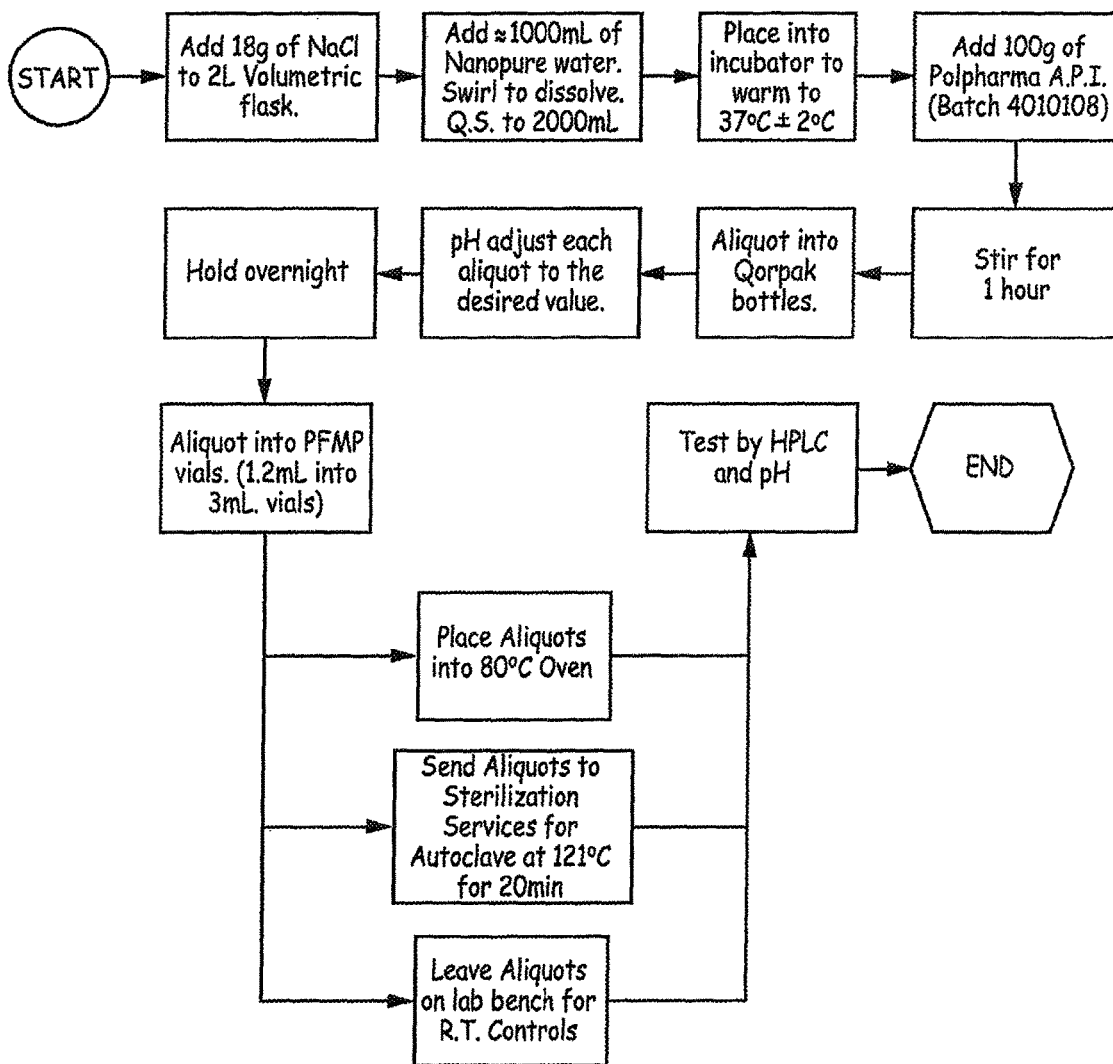 START
Add 18g of NaCl
to 2L Volumetric
flask.
Add ≈1000mL of
Nanopure water.
Swirl to dissolve.
Q.S. to 2000mL
Place into
incubator to
warm to
37ºC ± 2ºC
Add 100g of
Polpharma A.P.I.
(Batch 4010108)
Stir for
1 hour
Aliquot into
Qorpak
bottles.
pH adjust each
aliquot to the
desired value.
Hold overnight
Aliquot into PFMP
vials. (1.2mL into
3mL. vials)
Place Aliquots
into 80ºC Oven
Send Aliquots to
Sterilization
Services for
Autoclave at 121ºC
for 20min
Leave Aliquots
on lab bench for
R.T. Controls
Test by HPLC
and pH
END